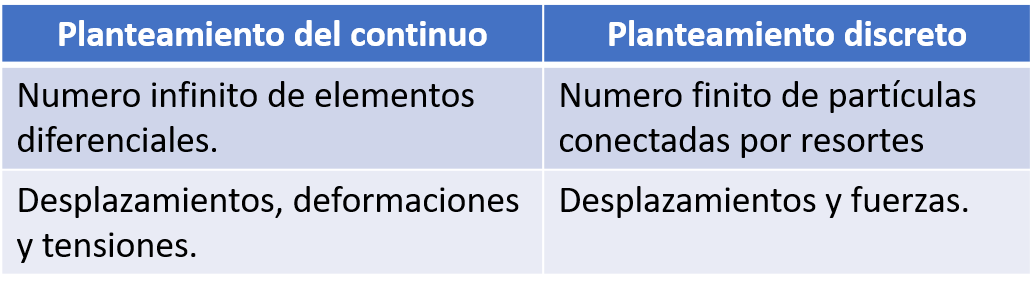 Planteamiento del continuo
Planteamiento discreto
Numero infinito de elementos
diferenciales.
Numero finito de partículas
conectadas por resortes
Desplazamientos, deformaciones
y tensiones.
Desplazamientos y fuerzas.